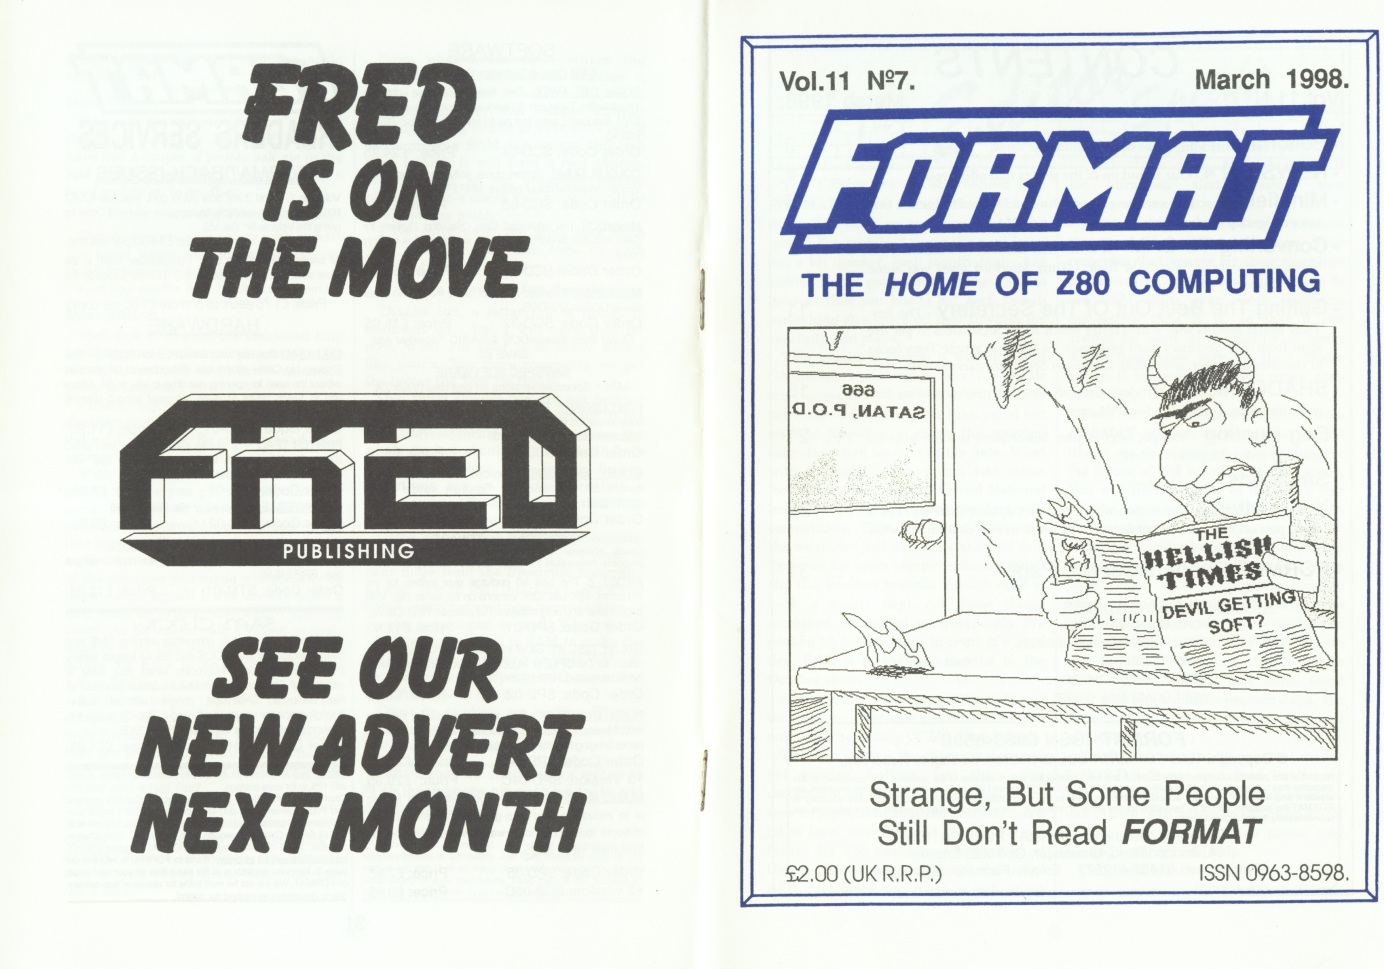 FRED
IS ON
THE MOVE
FRED
PUBLISHING
SEE OUR
NEW ADVERT
NEXT MONTH
Vol.11 Nº7.
March 1998.
FORMAT
THE HOME OF Z80 COMPUTING
666
SATAN, P.O.D.
THE
HELLISH
TIMES
DEVIL GETTING
SOFT?
Strange, But Some People
Still Don't Read FORMAT
£2.00 (UK R.R.P.)
ISSN 0963-8598.